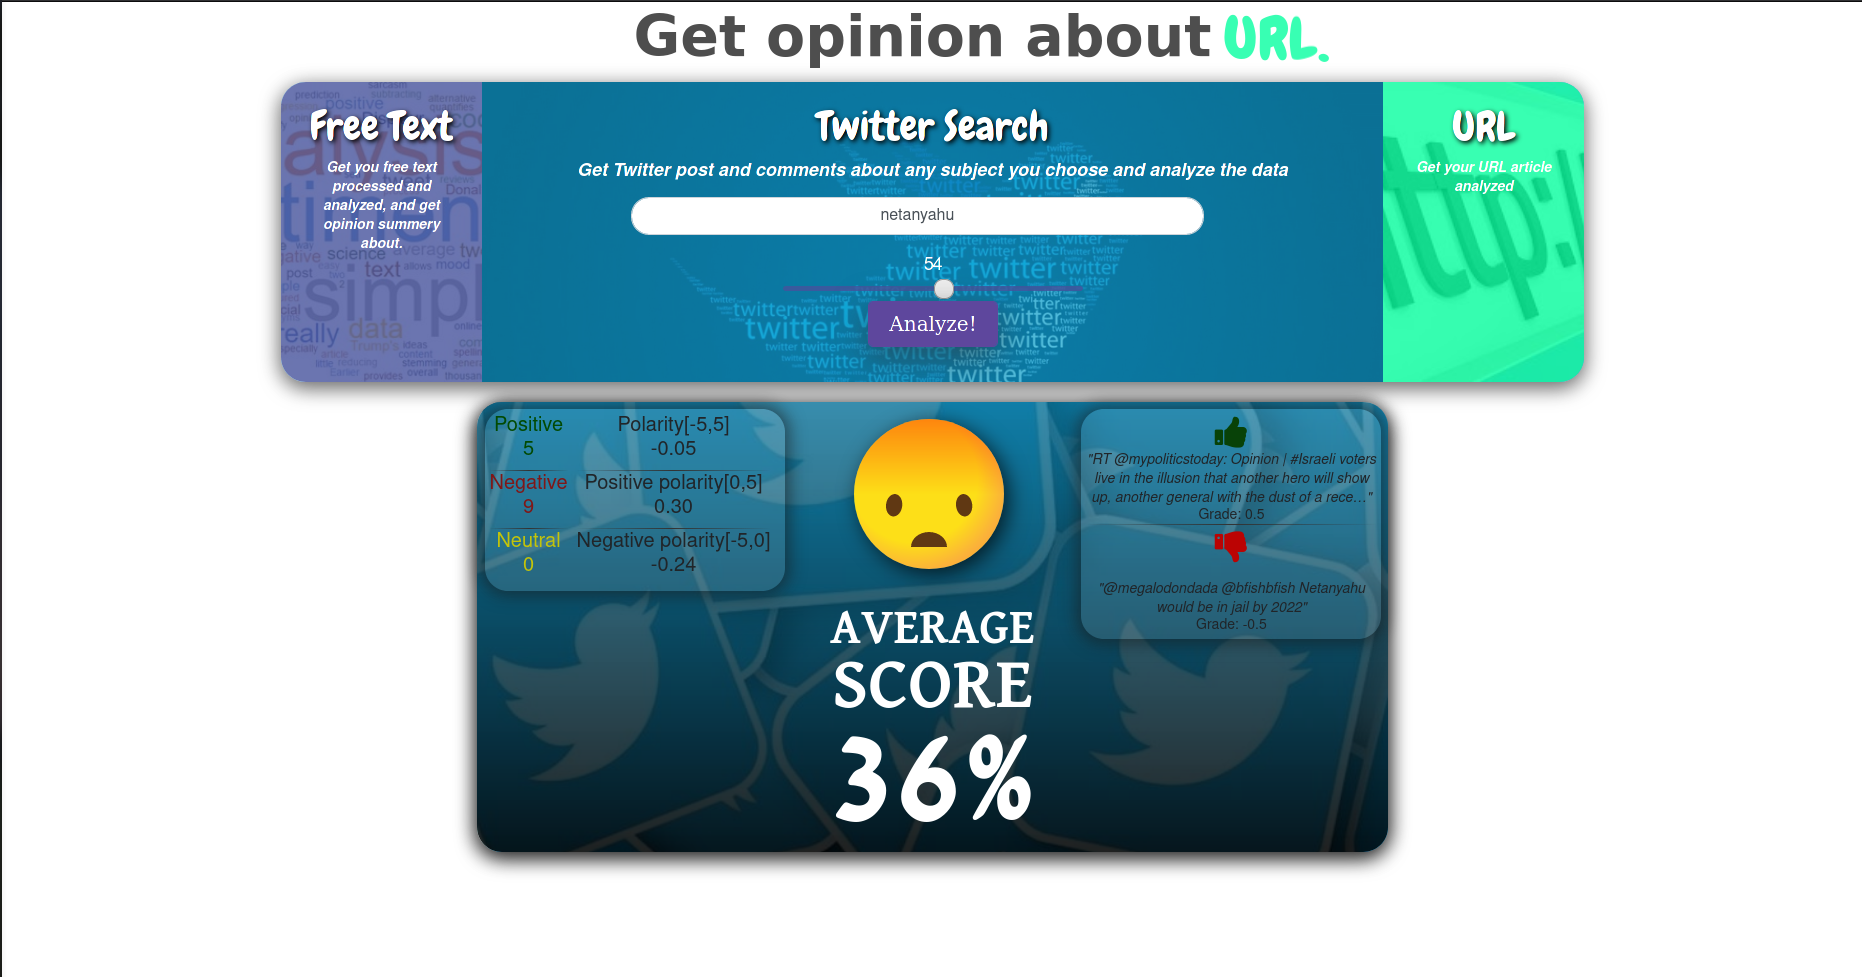 Get opinion about URL.
Free Text
Get you free text
processed and
analyzed, and get
opinion summery
about.
Twitter Search
Get Twitter post and comments about any subject you choose and analyze the data
netanyahu
54
Analyze!
URL
Get your URL article
analyzed
Positive
5
Polarity[-5,5]
-0.05
Negative
9
Positive polarity[0,5]
0.30
Neutral
0
Negative polarity[-5,0]
-0.24
AVERAGE
SCORE
36%
"RT @mypoliticstoday: Opinion | #Israeli voters
live in the illusion that another hero will show
up, another general with the dust of a rece…"
Grade: 0.5
"@megalodondada @bfishbfish Netanyahu
would be in jail by 2022"
Grade: -0.5